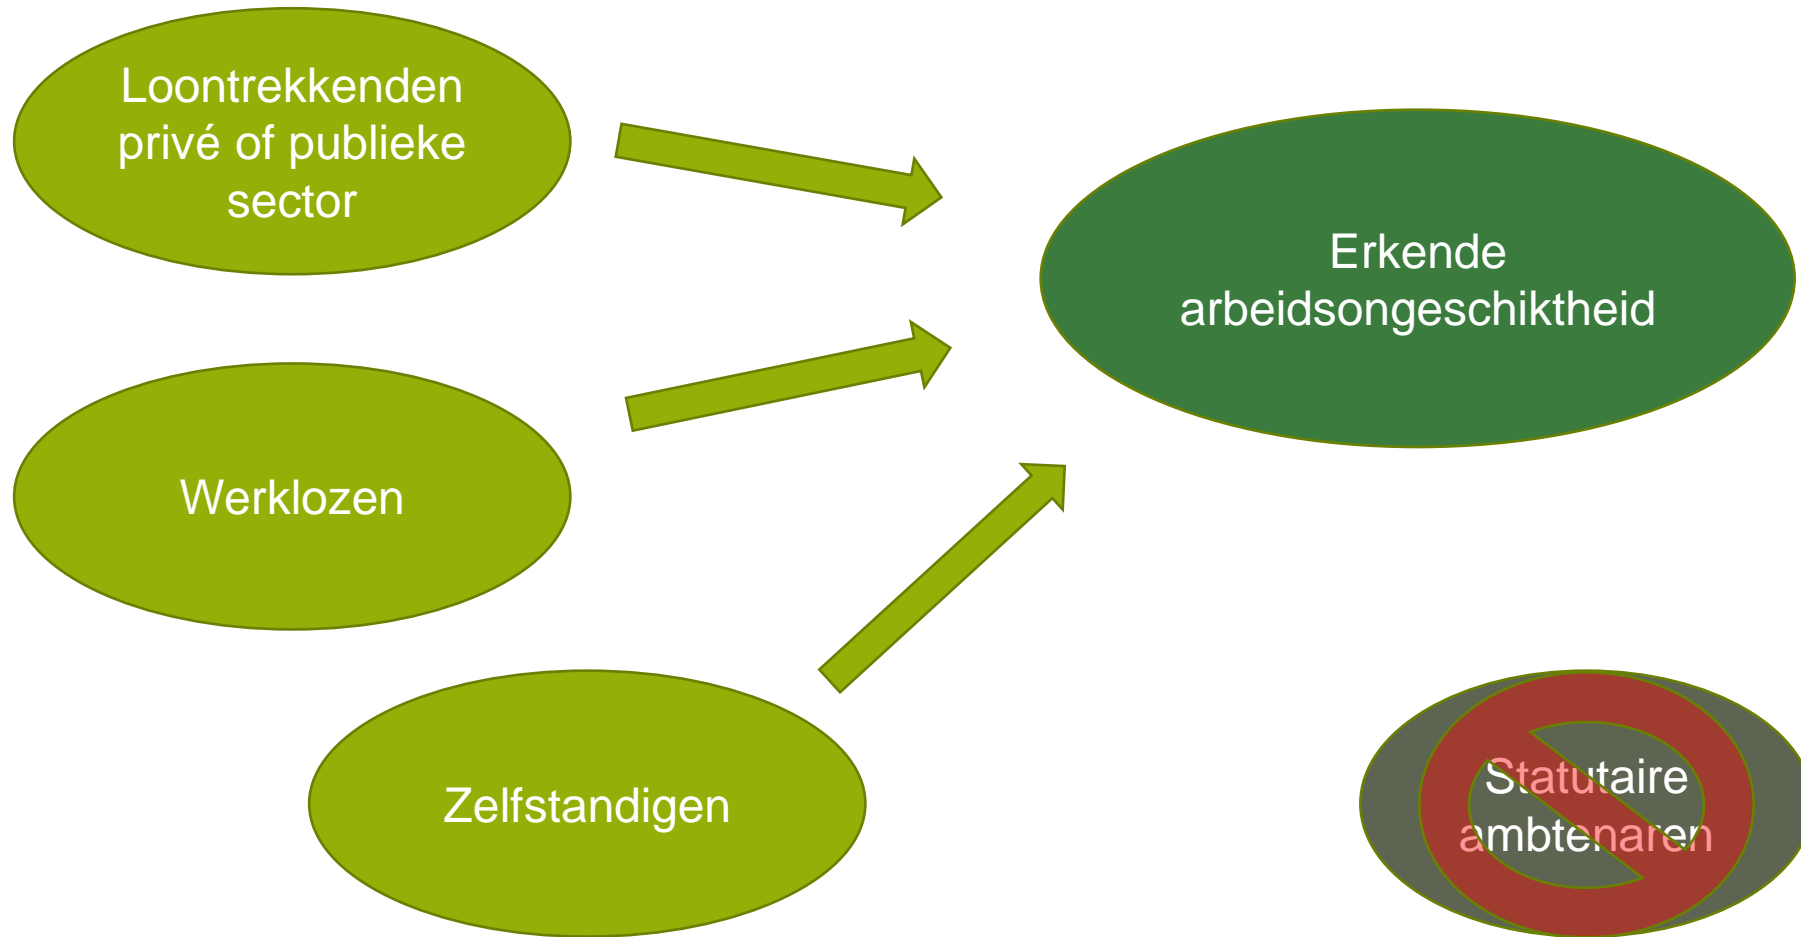 Loontrekkenden
privé of publieke
sector
Erkende
arbeidsongeschiktheid
Werklozen
Zelfstandigen
Statutaire
ambtenaren